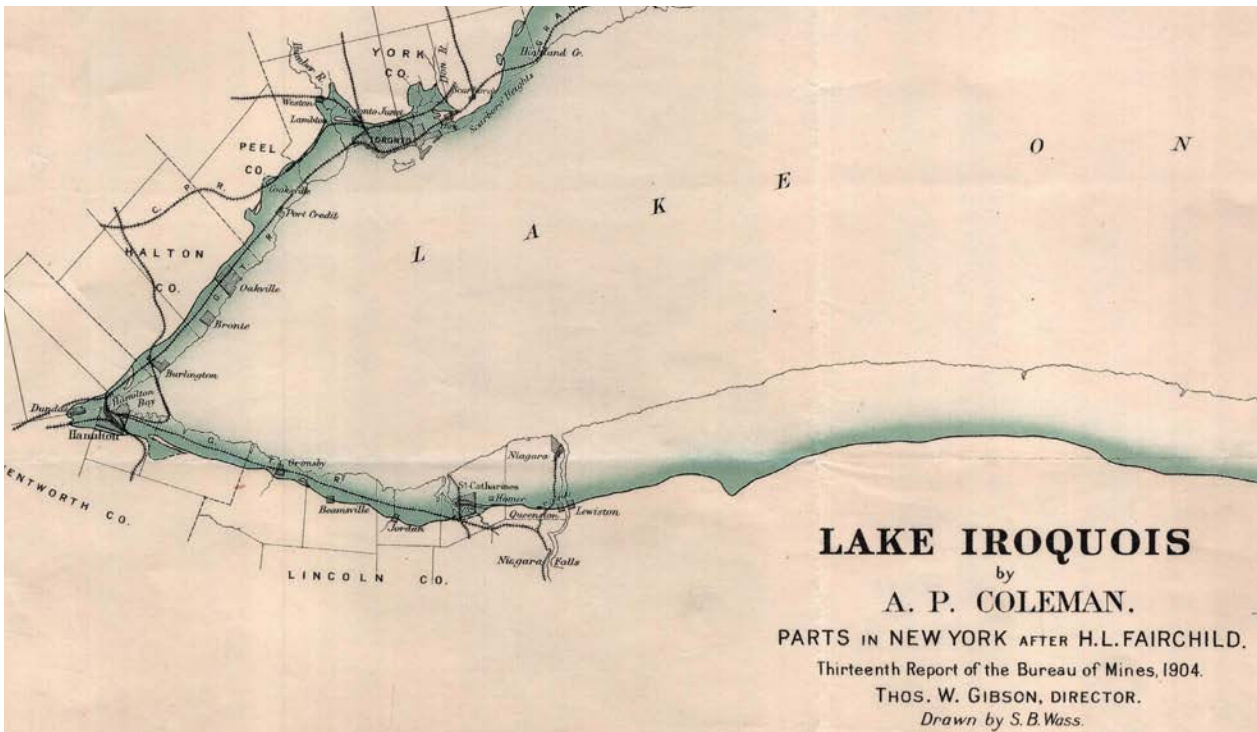 YORK
CO.
Humber R.
Don R.
Highland Cr.
Scarboro'
Scarboro' Heights
Weston
Toronto Junct.
Lambton
TORONTO
PEEL
CO.
C. P. R.
Cooksville
Port Credit
HALTON
CO.
G. T. R.
Oakville
Bronte
Burlington
Dundas
Hamilton
Bay
Hamilton
WENTWORTH CO.
G.
R.
Grimsby
Beamsville
Jordan
St. Catharines
Homer
Niagara
Queenston
Lewiston
Niagara Falls
LINCOLN CO.
L A K E O N
LAKE IROQUOIS
by
A. P. COLEMAN.
PARTS IN NEW YORK AFTER H.L. FAIRCHILD.
Thirteenth Report of the Bureau of Mines, 1904.
THOS. W. GIBSON, DIRECTOR.
Drawn by S. B. Wass.